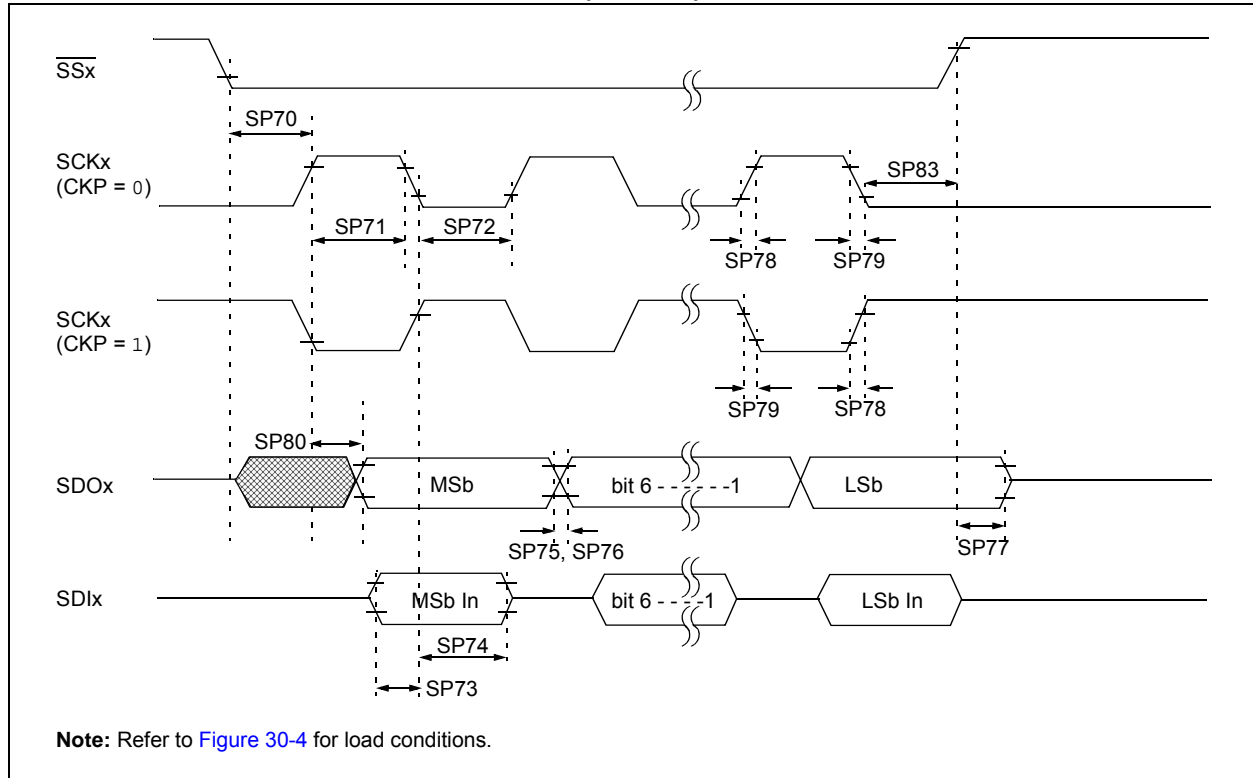 SSx
SP70
SCKx
(CKP = 0)
SP83
SP71
SP72
SP78
SP79
SCKx
(CKP = 1)
SP79
SP78
SP80
SDOx
MSb
bit 6 - - - - - - -1
LSb
SP75, SP76
SP77
SDIx
MSb In
bit 6 - - - - -1
LSb In
SP74
SP73
Note: Refer to Figure 30-4 for load conditions.